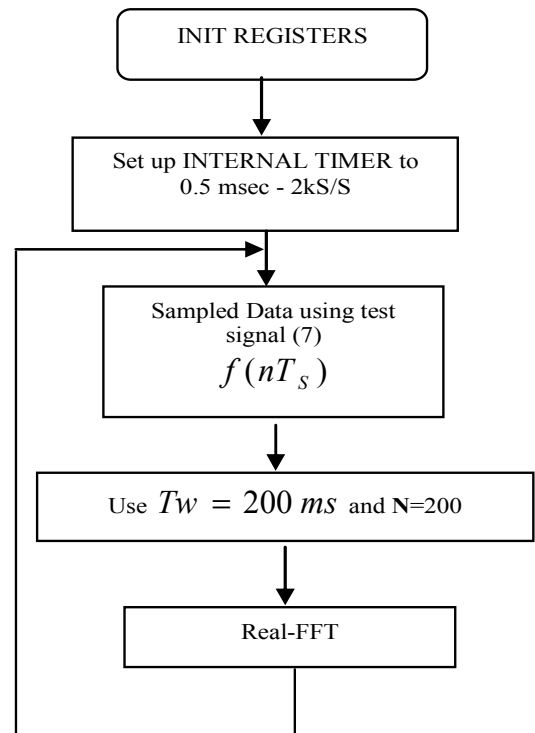 INIT REGISTERS
Set up INTERNAL TIMER to
0.5 msec - 2kS/S
Sampled Data using test
signal (7)
f(nT_S)
Use Tw = 200 ms and N=200
Real-FFT